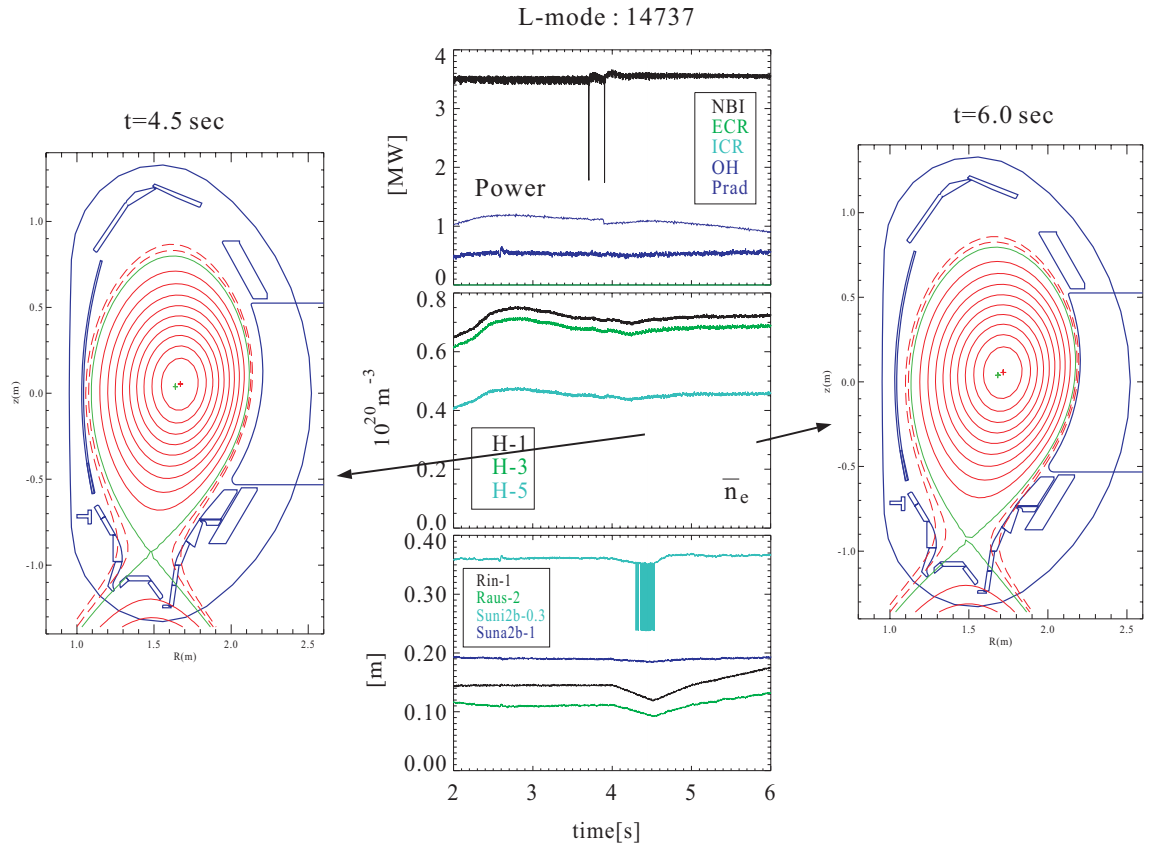 L-mode : 14737
t=4.5 sec
1.0
0.5
0.0
-0.5
-1.0
z(m)
1.0
1.5
2.0
2.5
R(m)
4
3
2
1
0
[MW]
Power
NBI
ECR
ICR
OH
Prad
0.8
0.6
0.4
0.2
0.0
10^20 m^-3
H-1
H-3
H-5
n̅e
0.40
0.30
0.20
0.10
0.00
[m]
Rin-1
Raus-2
Suni2b-0.3
Suna2b-1
2
3
4
5
6
time[s]
t=6.0 sec
1.0
0.5
0.0
-0.5
-1.0
z(m)
1.0
1.5
2.0
2.5
R(m)